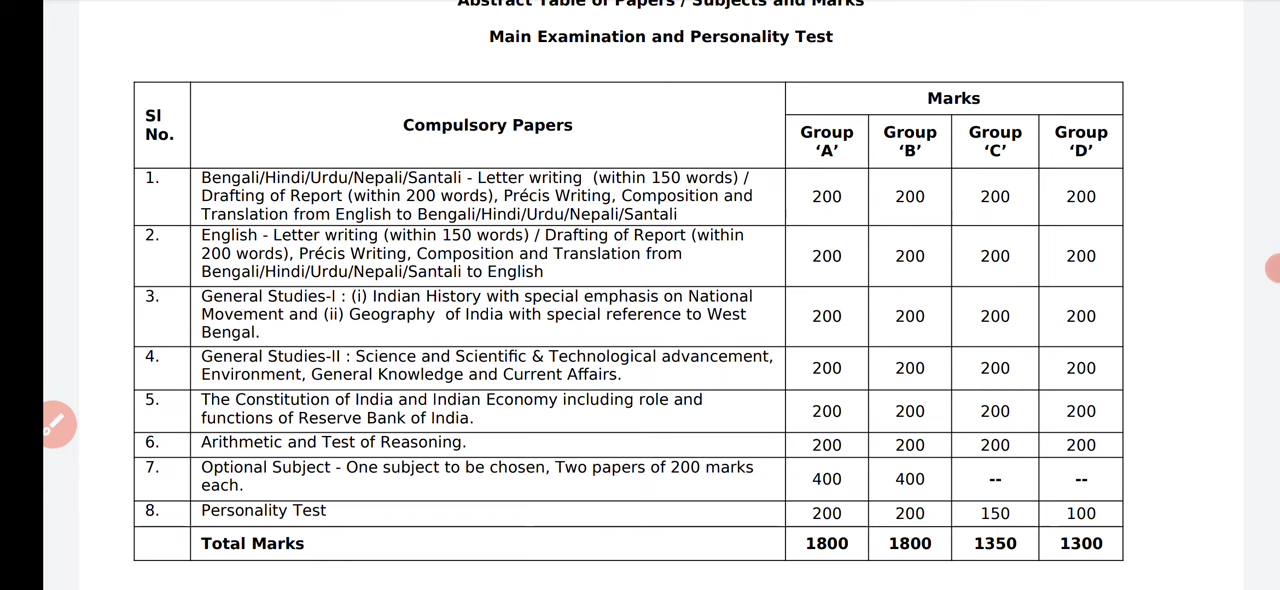 Abstract Table of Papers / Subjects and Marks
Main Examination and Personality Test
Sl No.
Compulsory Papers
Marks
Group ‘A’
Group ‘B’
Group ‘C’
Group ‘D’
1.
Bengali/Hindi/Urdu/Nepali/Santali - Letter writing (within 150 words) /
Drafting of Report (within 200 words), Précis Writing, Composition and
Translation from English to Bengali/Hindi/Urdu/Nepali/Santali
200 200 200 200
2.
English - Letter writing (within 150 words) / Drafting of Report (within
200 words), Précis Writing, Composition and Translation from
Bengali/Hindi/Urdu/Nepali/Santali to English
200 200 200 200
3.
General Studies-I : (i) Indian History with special emphasis on National
Movement and (ii) Geography of India with special reference to West
Bengal.
200 200 200 200
4.
General Studies-II : Science and Scientific & Technological advancement,
Environment, General Knowledge and Current Affairs.
200 200 200 200
5.
The Constitution of India and Indian Economy including role and
functions of Reserve Bank of India.
200 200 200 200
6.
Arithmetic and Test of Reasoning.
200 200 200 200
7.
Optional Subject - One subject to be chosen, Two papers of 200 marks
each.
400 400 -- --
8.
Personality Test
200 200 150 100
Total Marks
1800 1800 1350 1300